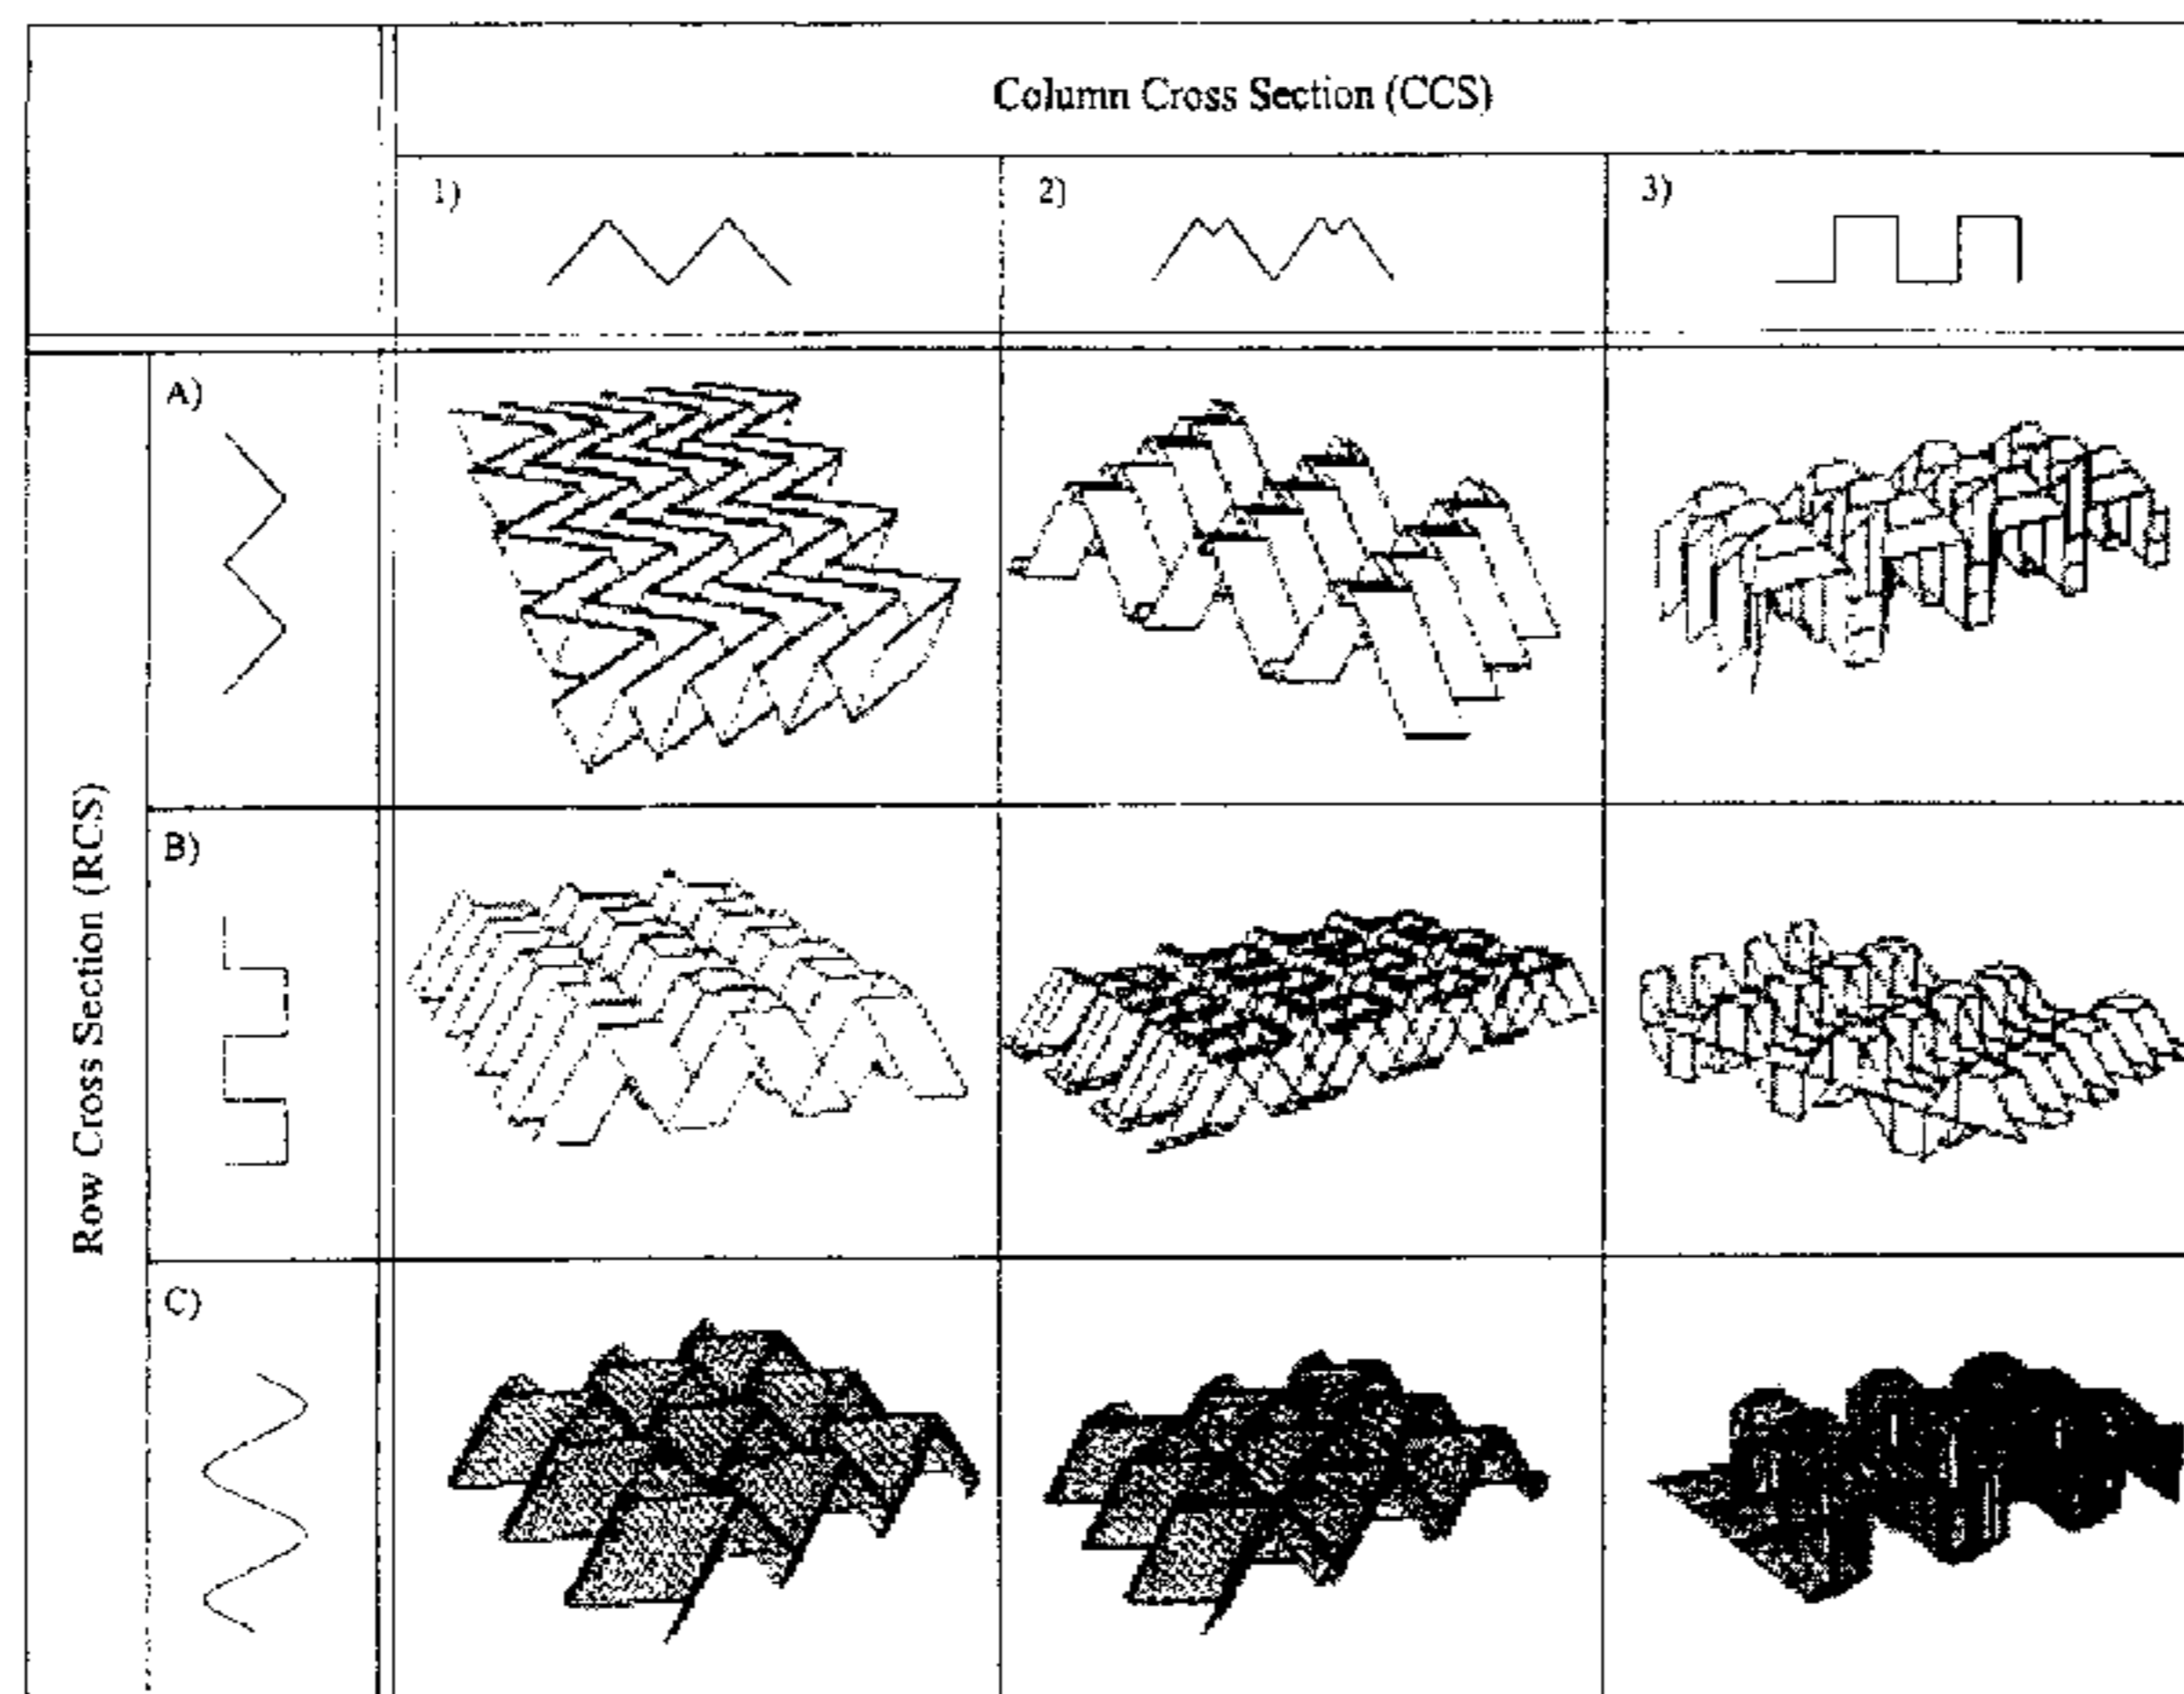 Column Cross Section (CCS)
1)
2)
3)
Row Cross Section (RCS)
A)
B)
C)